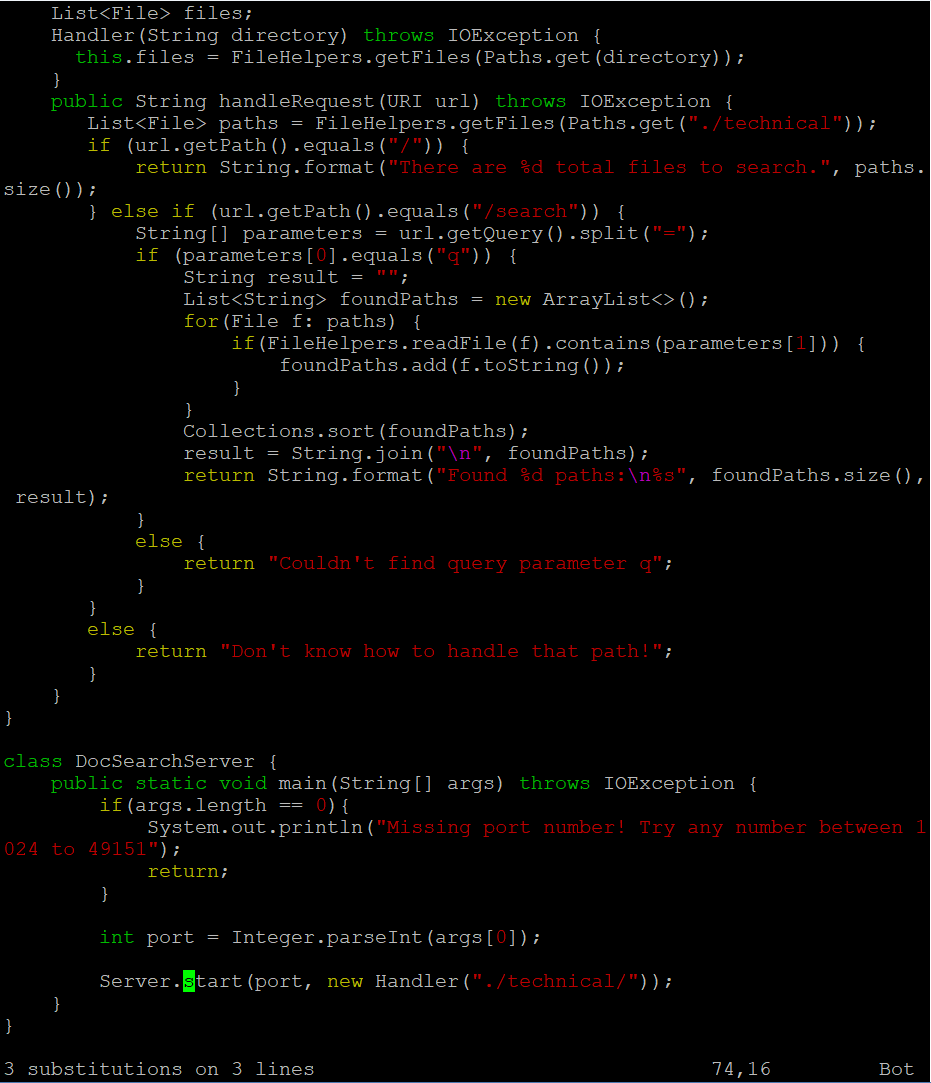 List<File> files;
    Handler(String directory) throws IOException {
      this.files = FileHelpers.getFiles(Paths.get(directory));
    }
    public String handleRequest(URI url) throws IOException {
       List<File> paths = FileHelpers.getFiles(Paths.get("./technical"));
       if (url.getPath().equals("/")) {
           return String.format("There are %d total files to search.", paths.
size());
       } else if (url.getPath().equals("/search")) {
           String[] parameters = url.getQuery().split("=");
           if (parameters[0].equals("q")) {
               String result = "";
               List<String> foundPaths = new ArrayList<>();
               for(File f: paths) {
                   if(FileHelpers.readFile(f).contains(parameters[1])) {
                       foundPaths.add(f.toString());
                   }
               }
               Collections.sort(foundPaths);
               result = String.join("\n", foundPaths);
               return String.format("Found %d paths:\n%s", foundPaths.size(),
 result);
           }
           else {
               return "Couldn't find query parameter q";
           }
       }
       else {
           return "Don't know how to handle that path!";
       }
    }
}

class DocSearchServer {
    public static void main(String[] args) throws IOException {
        if(args.length == 0){
            System.out.println("Missing port number! Try any number between 1
024 to 49151");
            return;
        }

        int port = Integer.parseInt(args[0]);

        Server.start(port, new Handler("./technical/"));
    }
}
3 substitutions on 3 lines                                 74,16         Bot